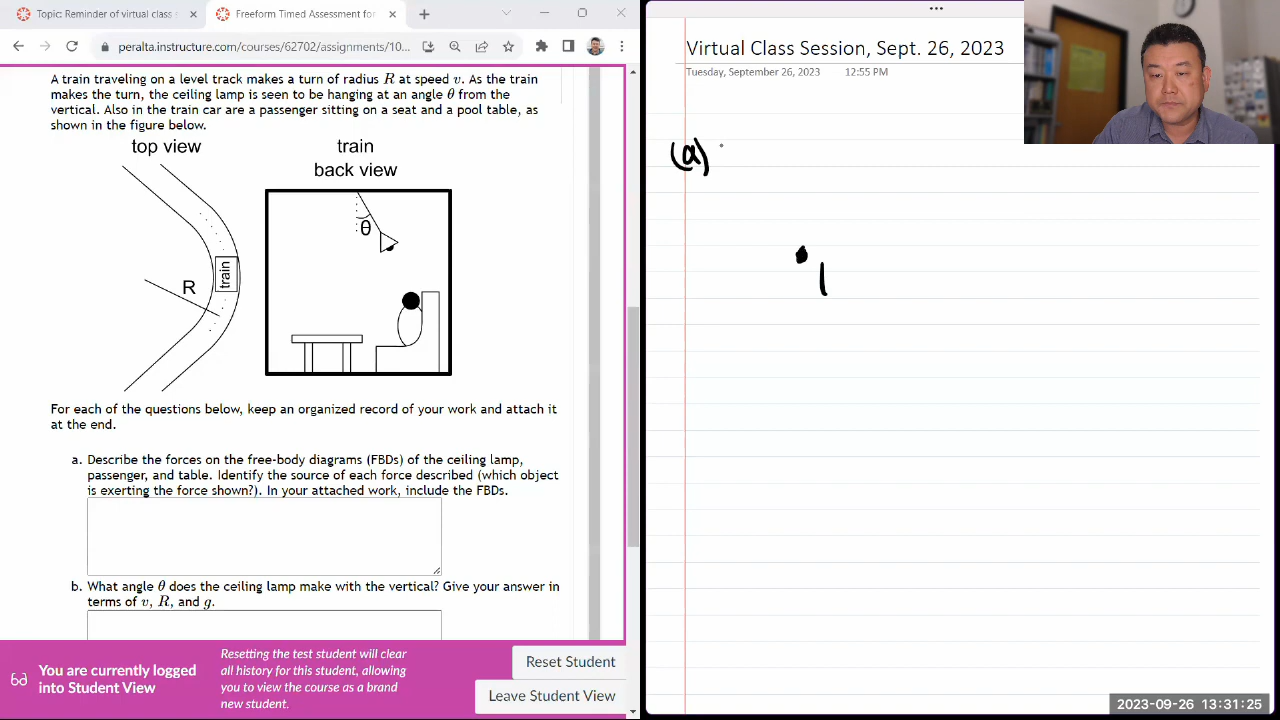 Topic: Reminder of virtual class
Freeform Timed Assessment for
peralta.instructure.com/courses/62702/assignments/10...
A train traveling on a level track makes a turn of radius R at speed v. As the train
makes the turn, the ceiling lamp is seen to be hanging at an angle θ from the
vertical. Also in the train car are a passenger sitting on a seat and a pool table, as
shown in the figure below.
top view
train
back view
θ
R
train
For each of the questions below, keep an organized record of your work and attach it
at the end.
a. Describe the forces on the free-body diagrams (FBDs) of the ceiling lamp,
passenger, and table. Identify the source of each force described (which object
is exerting the force shown?). In your attached work, include the FBDs.
b. What angle θ does the ceiling lamp make with the vertical? Give your answer in
terms of v, R, and g.
You are currently logged
into Student View
Resetting the test student will clear
all history for this student, allowing
you to view the course as a brand
new student.
Reset Student
Leave Student View
Virtual Class Session, Sept. 26, 2023
Tuesday, September 26, 2023 12:55 PM
(a)
2023-09-26 13:31:25